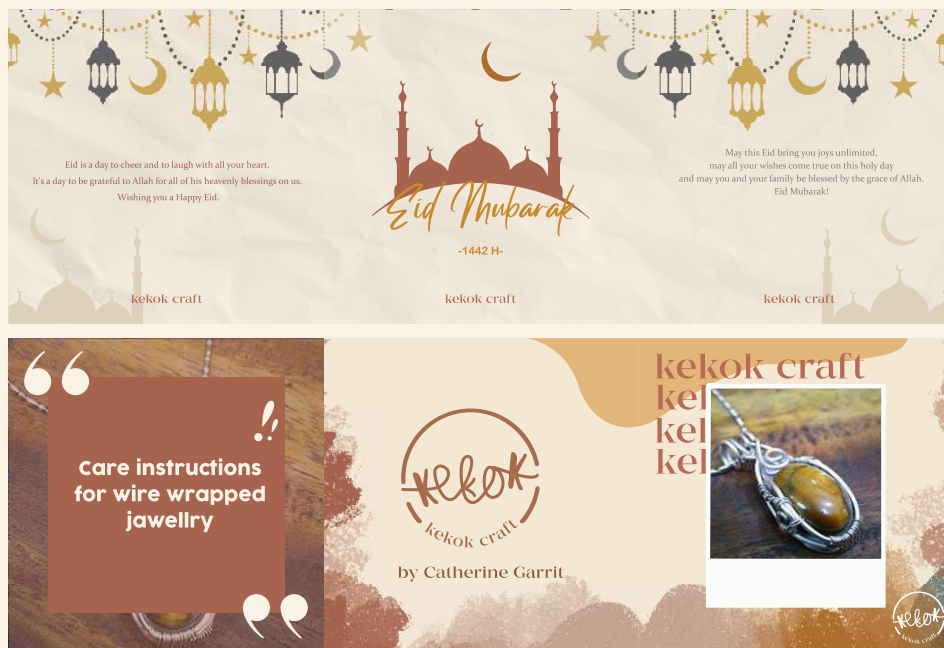 Eid is a day to cheer and to laugh with all your heart.
It's a day to be grateful to Allah for all of his heavenly blessings on us.
Wishing you a Happy Eid.
kekok craft
Eid Mubarak
-1442 H-
kekok craft
May this Eid bring you joys unlimited,
may all your wishes come true on this holy day
and may you and your family be blessed by the grace of Allah.
Eid Mubarak!
kekok craft
“
!!
Care instructions
for wire wrapped
jawellry
”
kekok
kekok craft
by Catherine Garrit
kekok craft
kek
kek
kek
kekok
kekok craft